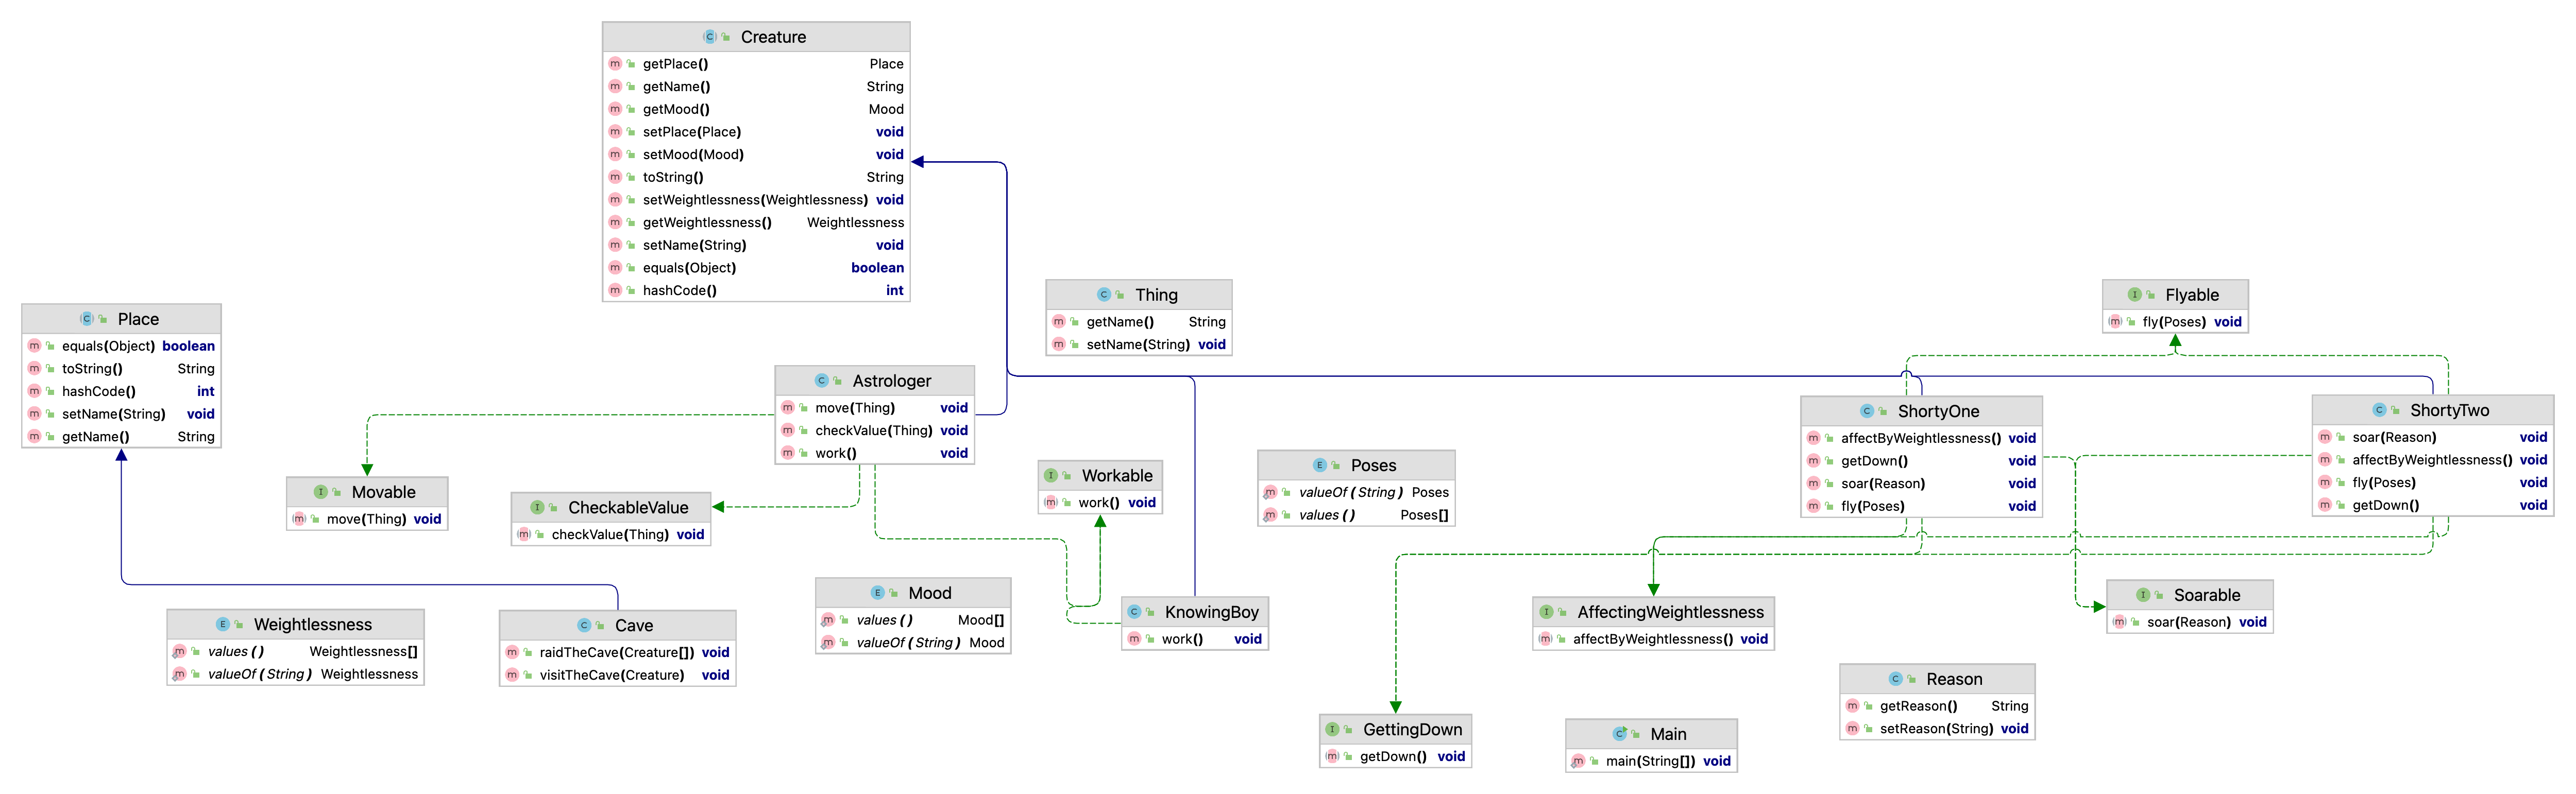 Creature
getPlace() Place
getName() String
getMood() Mood
setPlace(Place) void
setMood(Mood) void
toString() String
setWeightlessness(Weightlessness) void
getWeightlessness() Weightlessness
setName(String) void
equals(Object) boolean
hashCode() int
Thing
getName() String
setName(String) void
Flyable
fly(Poses) void
Place
equals(Object) boolean
toString() String
hashCode() int
setName(String) void
getName() String
Astrologer
move(Thing) void
checkValue(Thing) void
work() void
ShortyOne
affectByWeightlessness() void
getDown() void
soar(Reason) void
fly(Poses) void
ShortyTwo
soar(Reason) void
affectByWeightlessness() void
fly(Poses) void
getDown() void
Movable
move(Thing) void
CheckableValue
checkValue(Thing) void
Workable
work() void
Poses
valueOf(String) Poses
values() Poses[]
Weightlessness
values() Weightlessness[]
valueOf(String) Weightlessness
Cave
raidTheCave(Creature[]) void
visitTheCave(Creature) void
Mood
values() Mood[]
valueOf(String) Mood
KnowingBoy
work() void
AffectingWeightlessness
affectByWeightlessness() void
Soarable
soar(Reason) void
Reason
getReason() String
setReason(String) void
GettingDown
getDown() void
Main
main(String[]) void